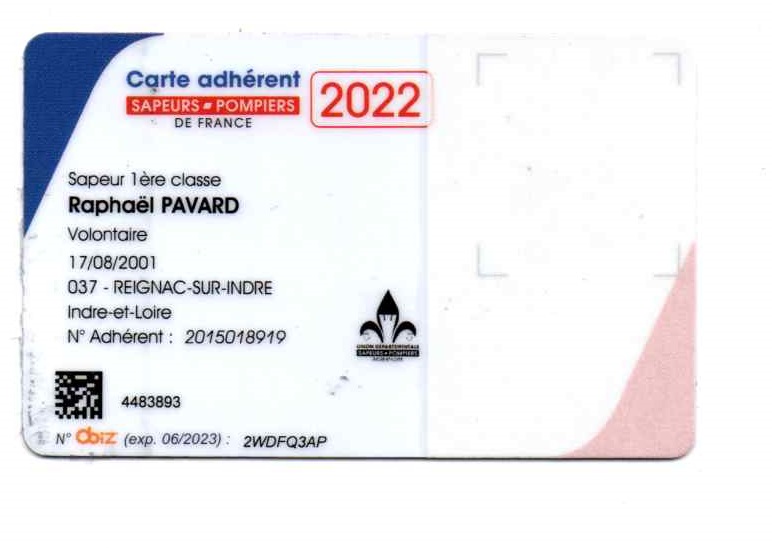 Carte adhérent
SAPEURS-POMPIERS
DE FRANCE
2022
Sapeur 1ère classe
Raphaël PAVARD
Volontaire
17/08/2001
037 - REIGNAC-SUR-INDRE
Indre-et-Loire
N° Adhérent : 2015018919
UNION DÉPARTEMENTALE
SAPEURS-POMPIERS
4483893
N° Obiz (exp. 06/2023) : 2WDFQ3AP